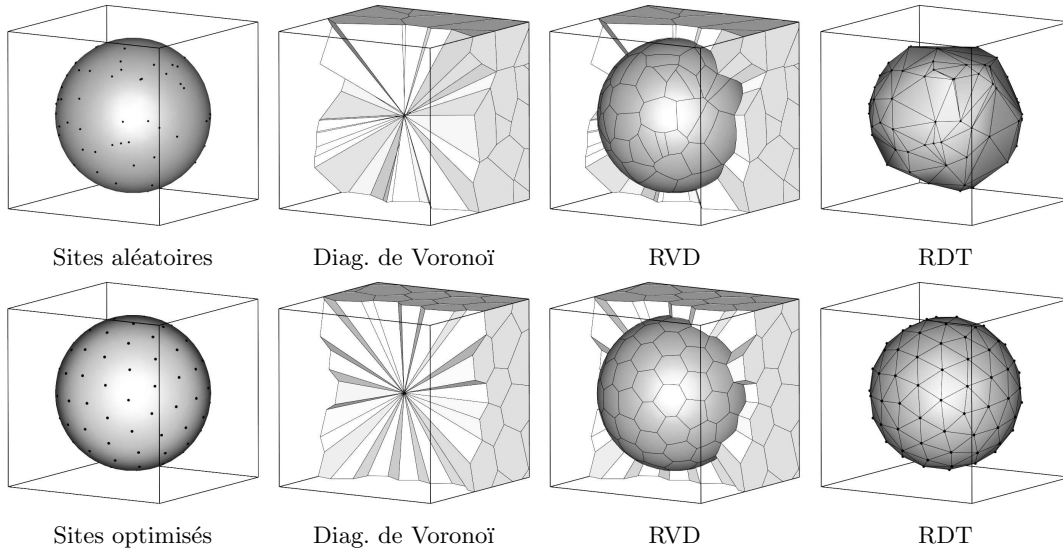 Sites aléatoires Diag. de Voronoï RVD RDT
Sites optimisés Diag. de Voronoï RVD RDT